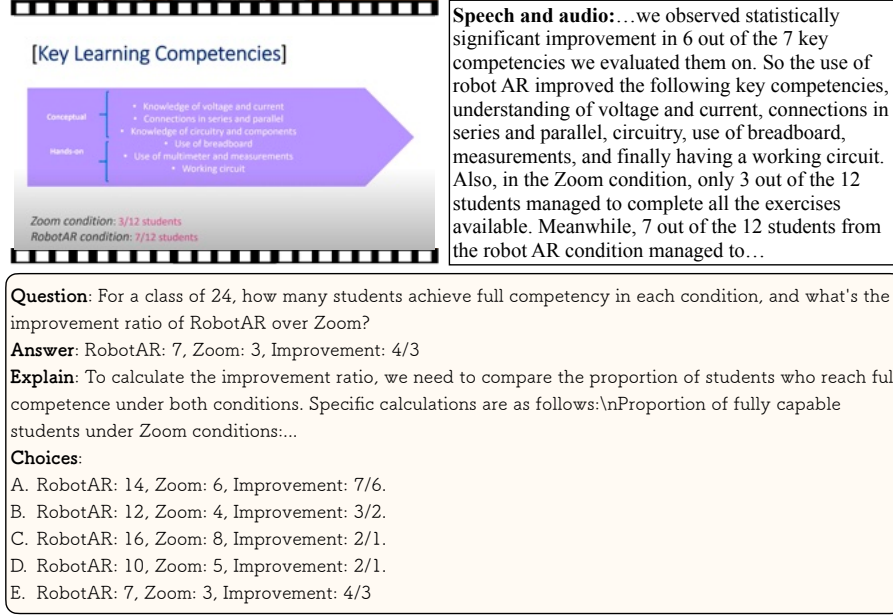 [Key Learning Competencies]
Conceptual
Hands-on
• Knowledge of voltage and current
• Connections in series and parallel
• Knowledge of circuitry and components
• Use of breadboard
• Use of multimeter and measurements
• Working circuit
Zoom condition: 3/12 students
RobotAR condition: 7/12 students
Speech and audio:…we observed statistically
significant improvement in 6 out of the 7 key
competencies we evaluated them on. So the use of
robot AR improved the following key competencies,
understanding of voltage and current, connections in
series and parallel, circuitry, use of breadboard,
measurements, and finally having a working circuit.
Also, in the Zoom condition, only 3 out of the 12
students managed to complete all the exercises
available. Meanwhile, 7 out of the 12 students from
the robot AR condition managed to…
Question: For a class of 24, how many students achieve full competency in each condition, and what's the
improvement ratio of RobotAR over Zoom?
Answer: RobotAR: 7, Zoom: 3, Improvement: 4/3
Explain: To calculate the improvement ratio, we need to compare the proportion of students who reach ful
competence under both conditions. Specific calculations are as follows:\nProportion of fully capable
students under Zoom conditions:...
Choices:
A. RobotAR: 14, Zoom: 6, Improvement: 7/6.
B. RobotAR: 12, Zoom: 4, Improvement: 3/2.
C. RobotAR: 16, Zoom: 8, Improvement: 2/1.
D. RobotAR: 10, Zoom: 5, Improvement: 2/1.
E. RobotAR: 7, Zoom: 3, Improvement: 4/3